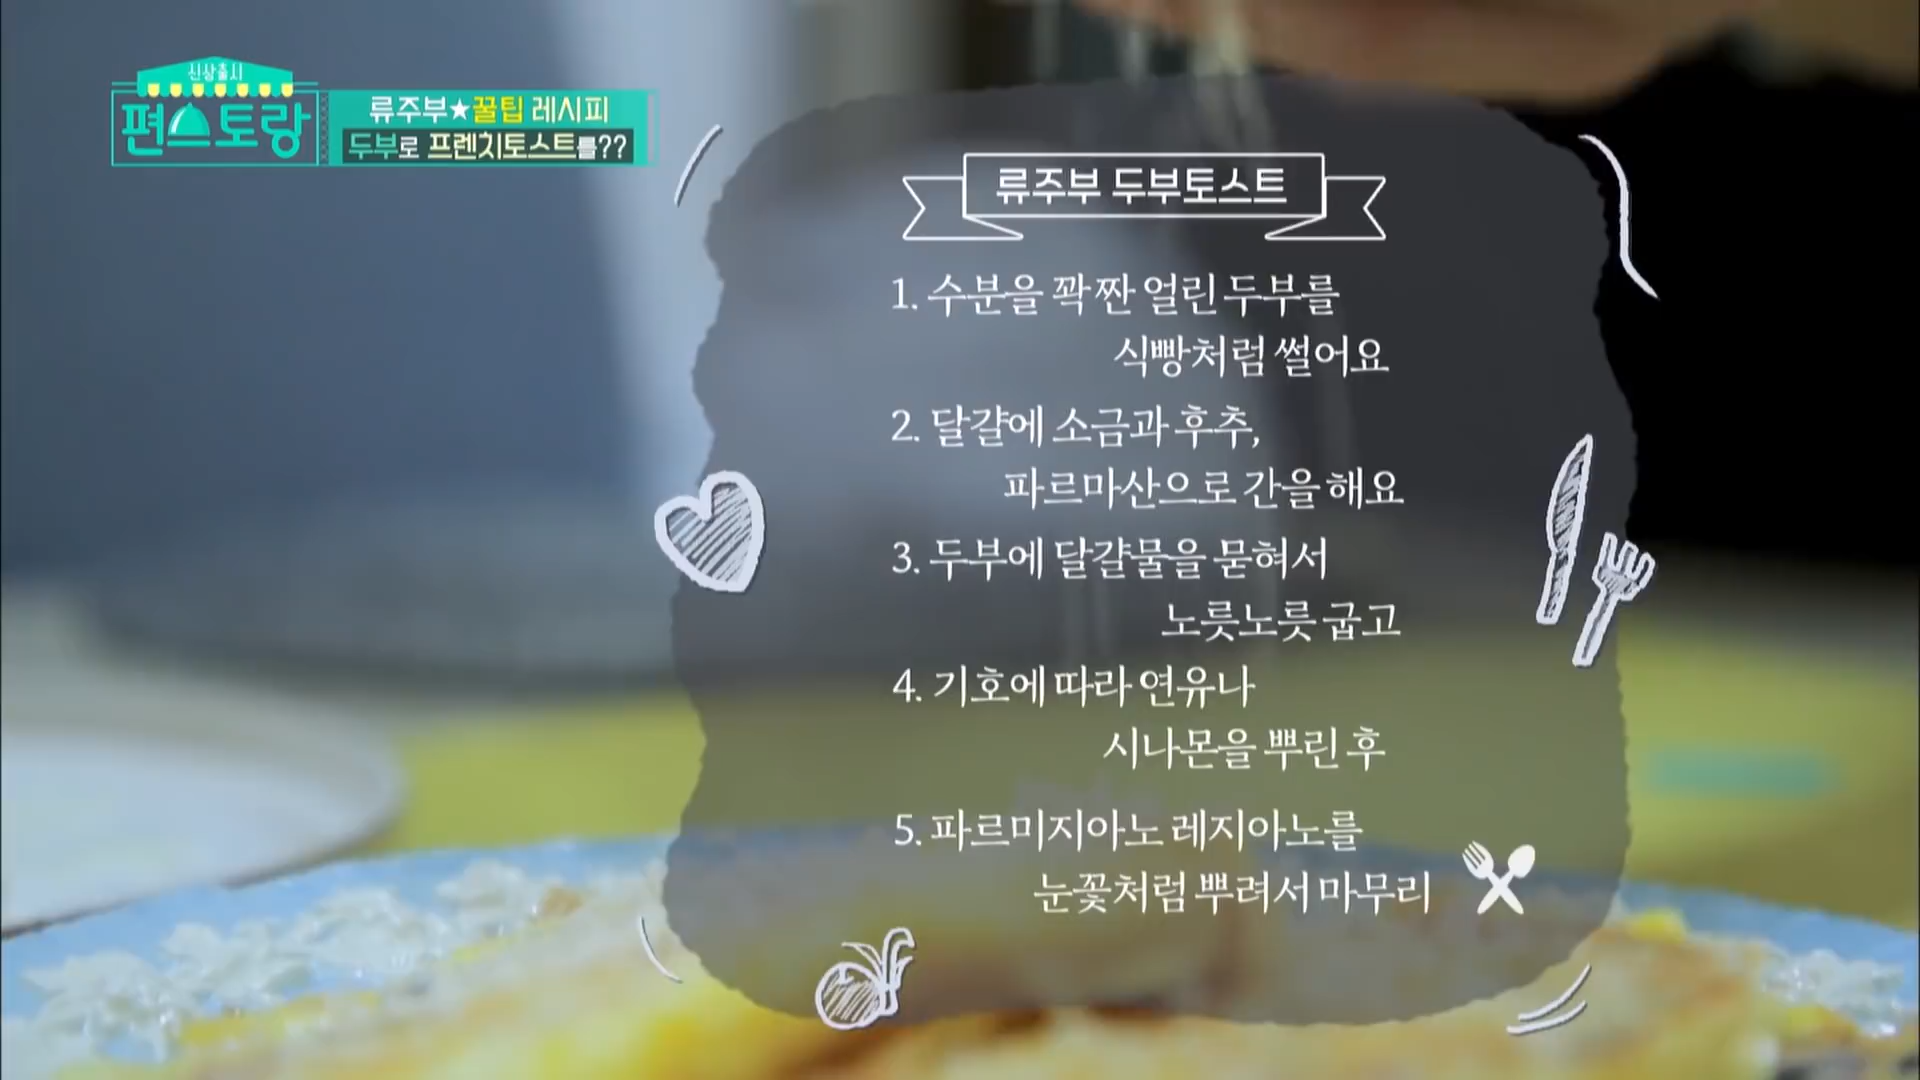 신상출시
편스토랑
류주부★꿀팁 레시피
두부로 프렌치토스트를??
류주부 두부토스트
1. 수분을 꽉 짠 얼린 두부를
식빵처럼 썰어요
2. 달걀에 소금과 후추,
파르마산으로 간을 해요
3. 두부에 달걀물을 묻혀서
노릇노릇 굽고
4. 기호에 따라 연유나
시나몬을 뿌린 후
5. 파르미지아노 레지아노를
눈꽃처럼 뿌려서 마무리